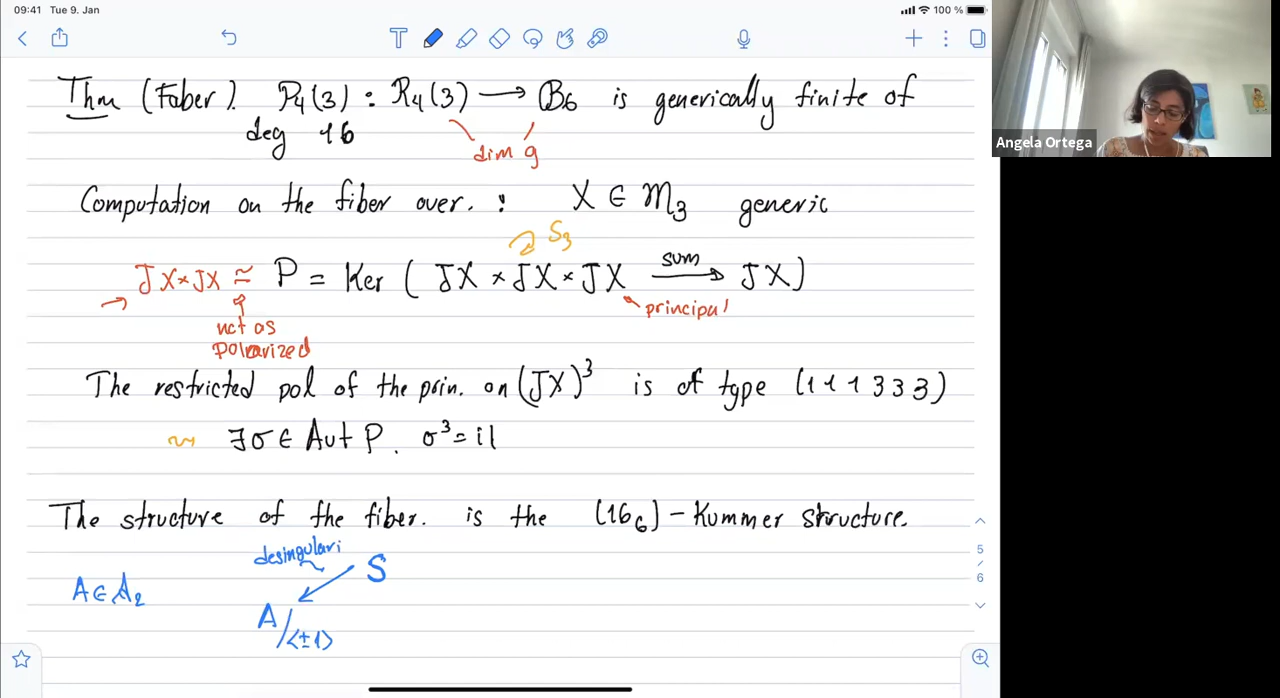 09:41 Tue 9. Jan
100 %
Thm (Faber). P4(3) : R4(3) → B6 is generically finite of
deg 16
dim 9
Computation on the fiber over. : X ∈ M3 generic
S3
JX×JX ≃ P = Ker ( JX × JX × JX → JX)
sum
principal
not as
Polarized
The restricted pol of the prin. on (JX)³ is of type (1 1 1 3 3 3)
⇝ ∃σ ∈ Aut P. σ³ = id
The structure of the fiber. is the (16₆) - Kummer structure.
desingulari
S
A ∈ A2
A/⟨±1⟩
5
/
6
Angela Ortega